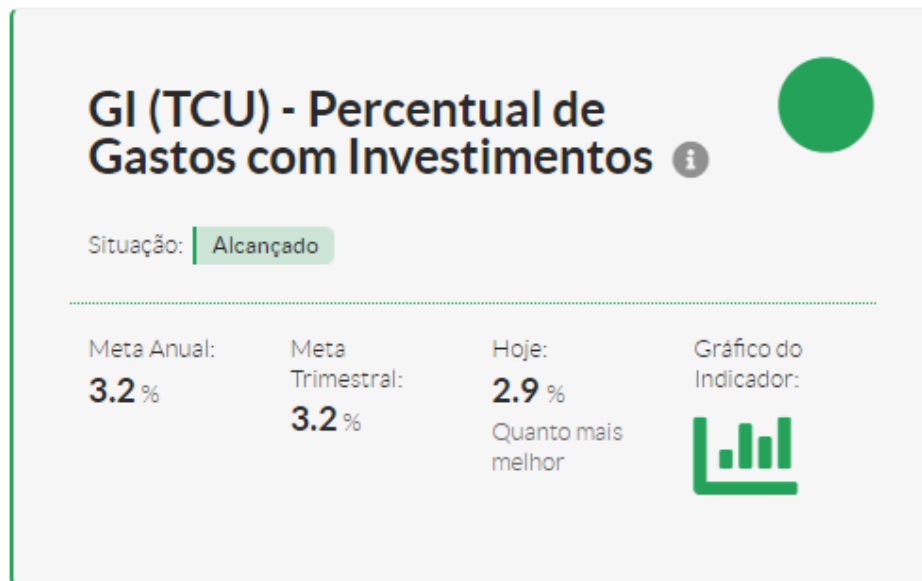 GI (TCU) - Percentual de
Gastos com Investimentos
Situação: Alcançado
Meta Anual:
3.2 %
Meta
Trimestral:
3.2 %
Hoje:
2.9 %
Quanto mais
melhor
Gráfico do
Indicador: